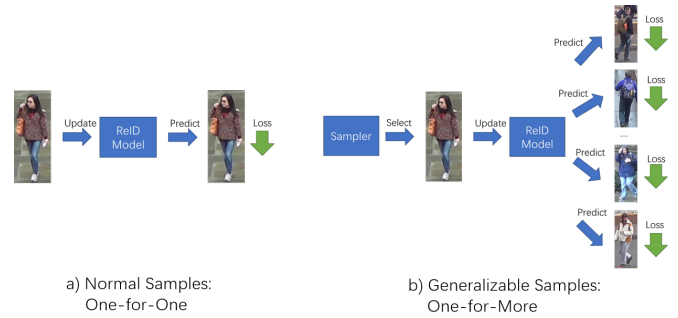 Update
ReID
Model
Predict
Loss
a) Normal Samples:
One-for-One
Sampler
Select
Update
ReID
Model
Predict
Loss
Predict
Loss
...
Predict
Loss
Predict
Loss
b) Generalizable Samples:
One-for-More